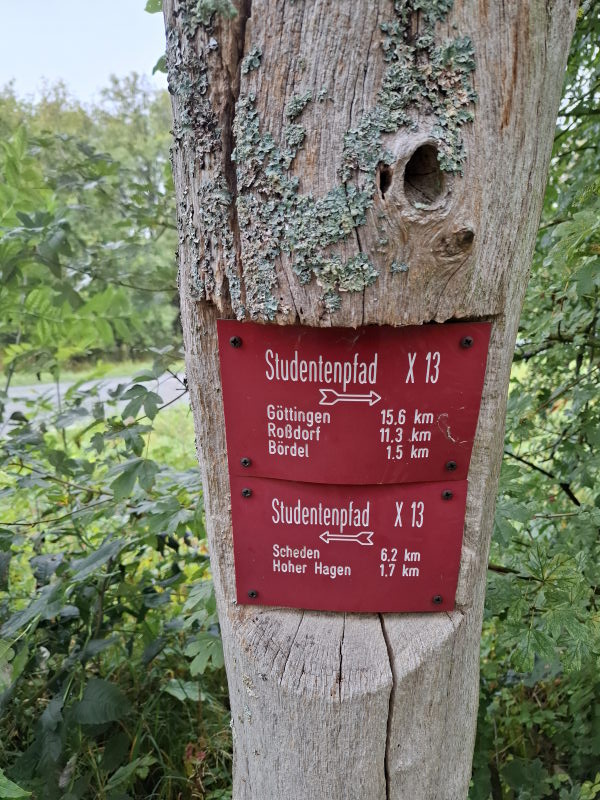 Studentenpfad X 13
Göttingen 15.6 km
Roßdorf 11.3 km
Bördel 1.5 km
Studentenpfad X 13
Scheden 6.2 km
Hoher Hagen 1.7 km